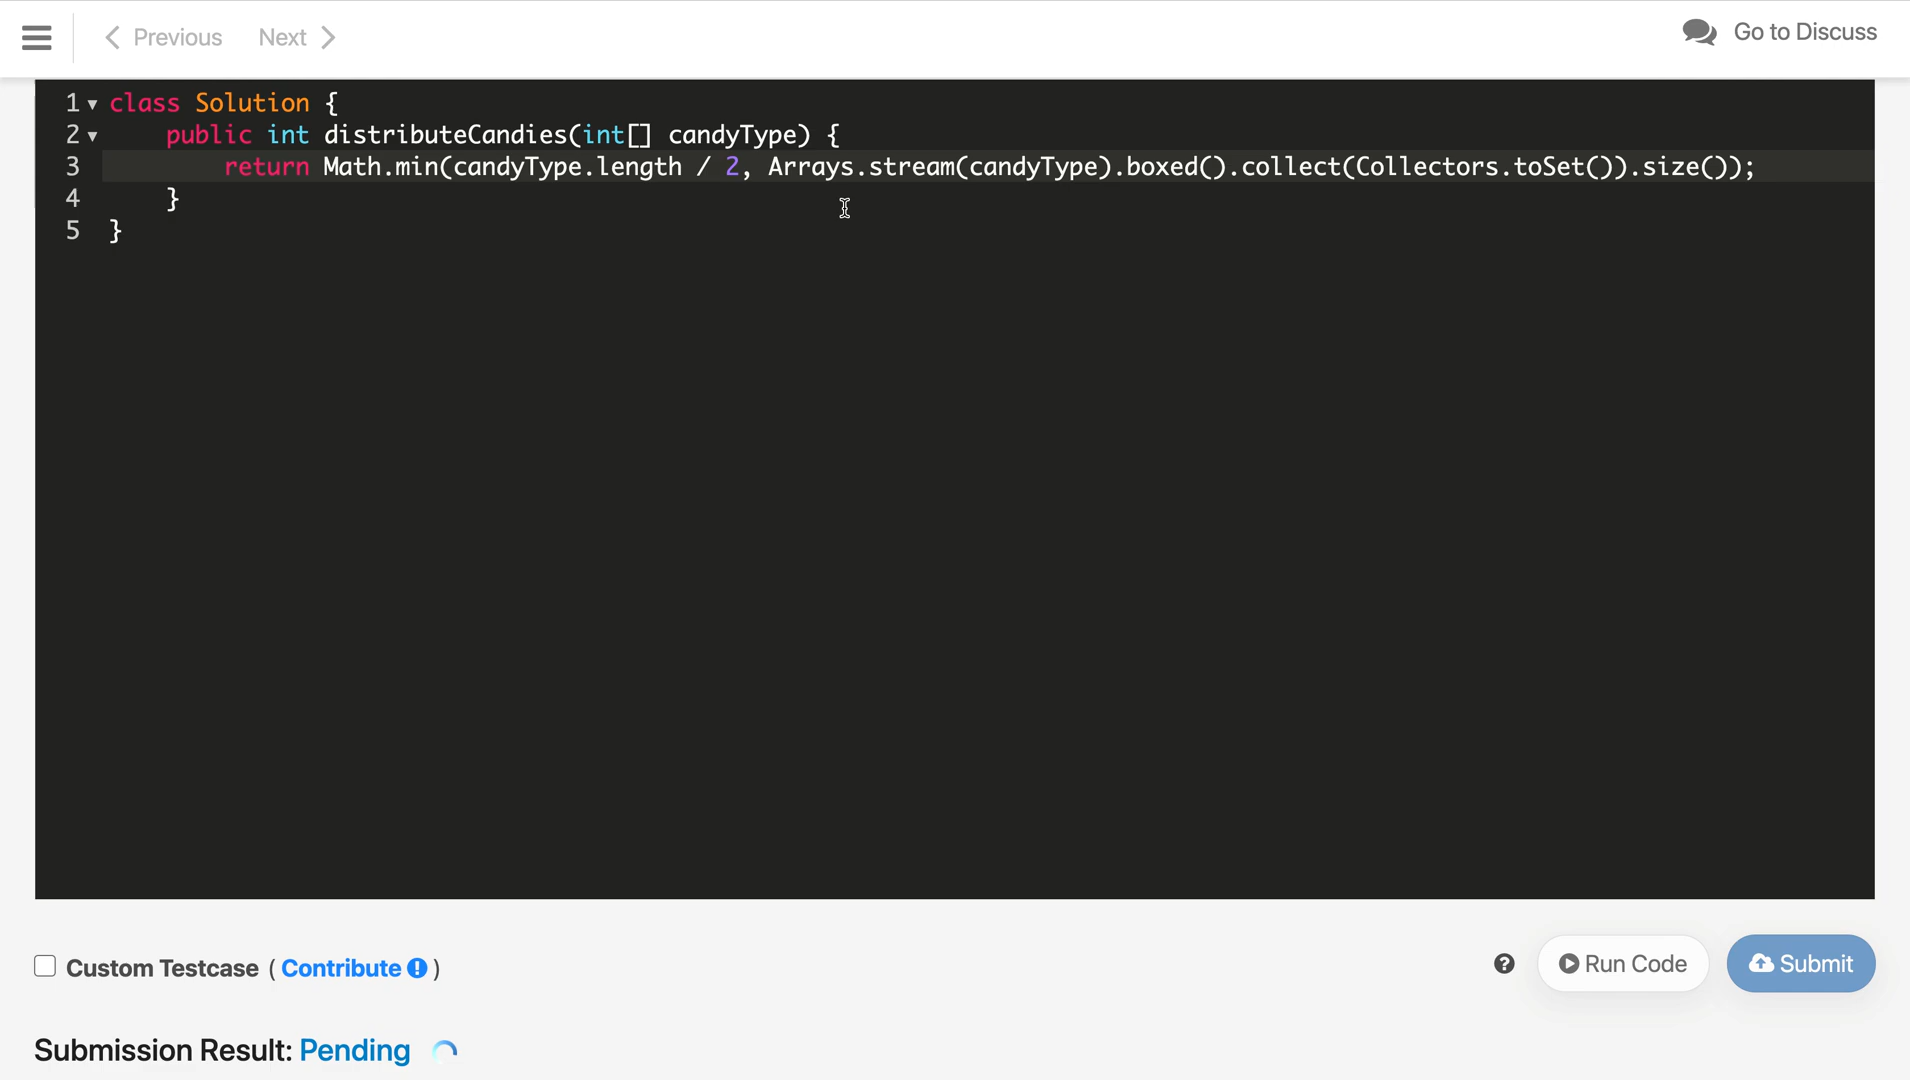 Previous Next Go to Discuss
1 class Solution {
2 public int distributeCandies(int[] candyType) {
3 return Math.min(candyType.length / 2, Arrays.stream(candyType).boxed().collect(Collectors.toSet()).size());
4 }
5 }
Custom Testcase ( Contribute ! ) ? Run Code Submit
Submission Result: Pending